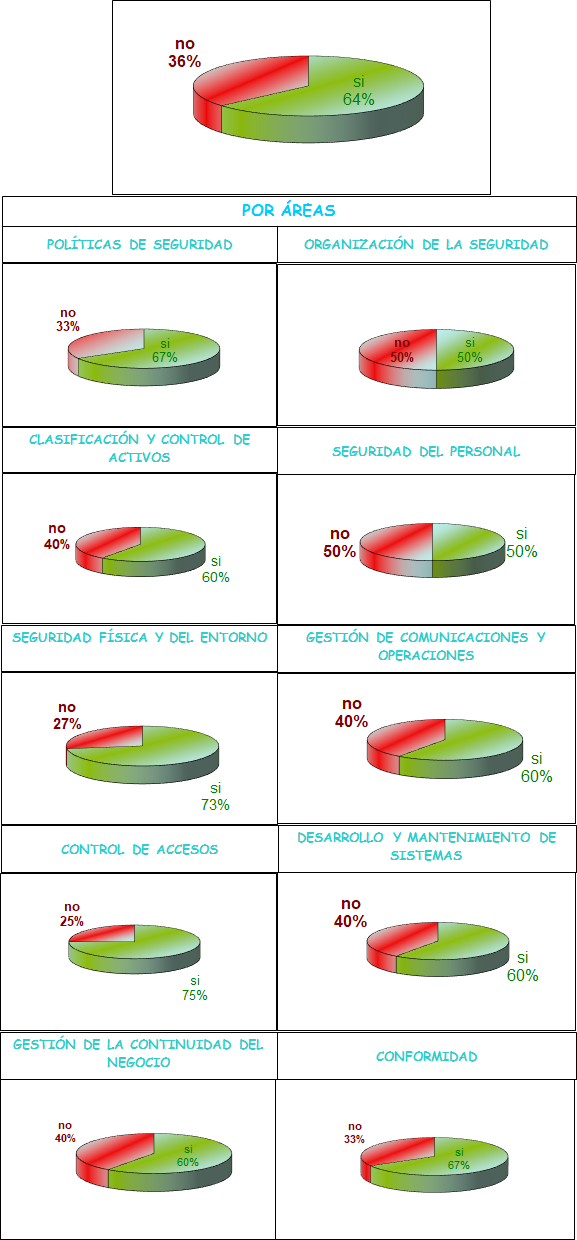 no
36%
si
64%
POR ÁREAS
POLÍTICAS DE SEGURIDAD
ORGANIZACIÓN DE LA SEGURIDAD
no
33%
si
67%
no
50%
si
50%
CLASIFICACIÓN Y CONTROL DE
ACTIVOS
SEGURIDAD DEL PERSONAL
no
40%
si
60%
no
50%
si
50%
SEGURIDAD FÍSICA Y DEL ENTORNO
GESTIÓN DE COMUNICACIONES Y
OPERACIONES
no
27%
si
73%
no
40%
si
60%
CONTROL DE ACCESOS
DESARROLLO Y MANTENIMIENTO DE
SISTEMAS
no
25%
si
75%
no
40%
si
60%
GESTIÓN DE LA CONTINUIDAD DEL
NEGOCIO
CONFORMIDAD
no
40%
si
60%
no
33%
si
67%